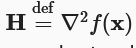 H ≝ ∇²f(x)